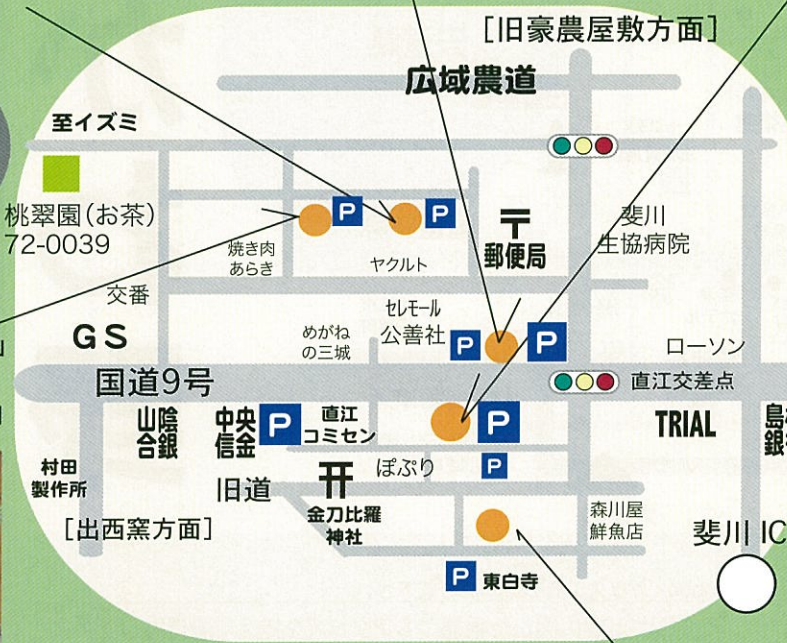 [旧豪農屋敷方面]
広域農道
至イズミ
桃翠園(お茶)
72-0039
P
P
〒
郵便局
斐川
生協病院
焼き肉
あらき
ヤクルト
交番
GS
めがね
の三城
セレモール
公善社
P
P
ローソン
国道9号
直江交差点
山陰
合銀
中央
信金
P
直江
コミセン
P
TRIAL
村田
製作所
旧道
ぽぷり
P
金刀比羅
神社
[出西窯方面]
森川屋
鮮魚店
斐川IC
P
東白寺